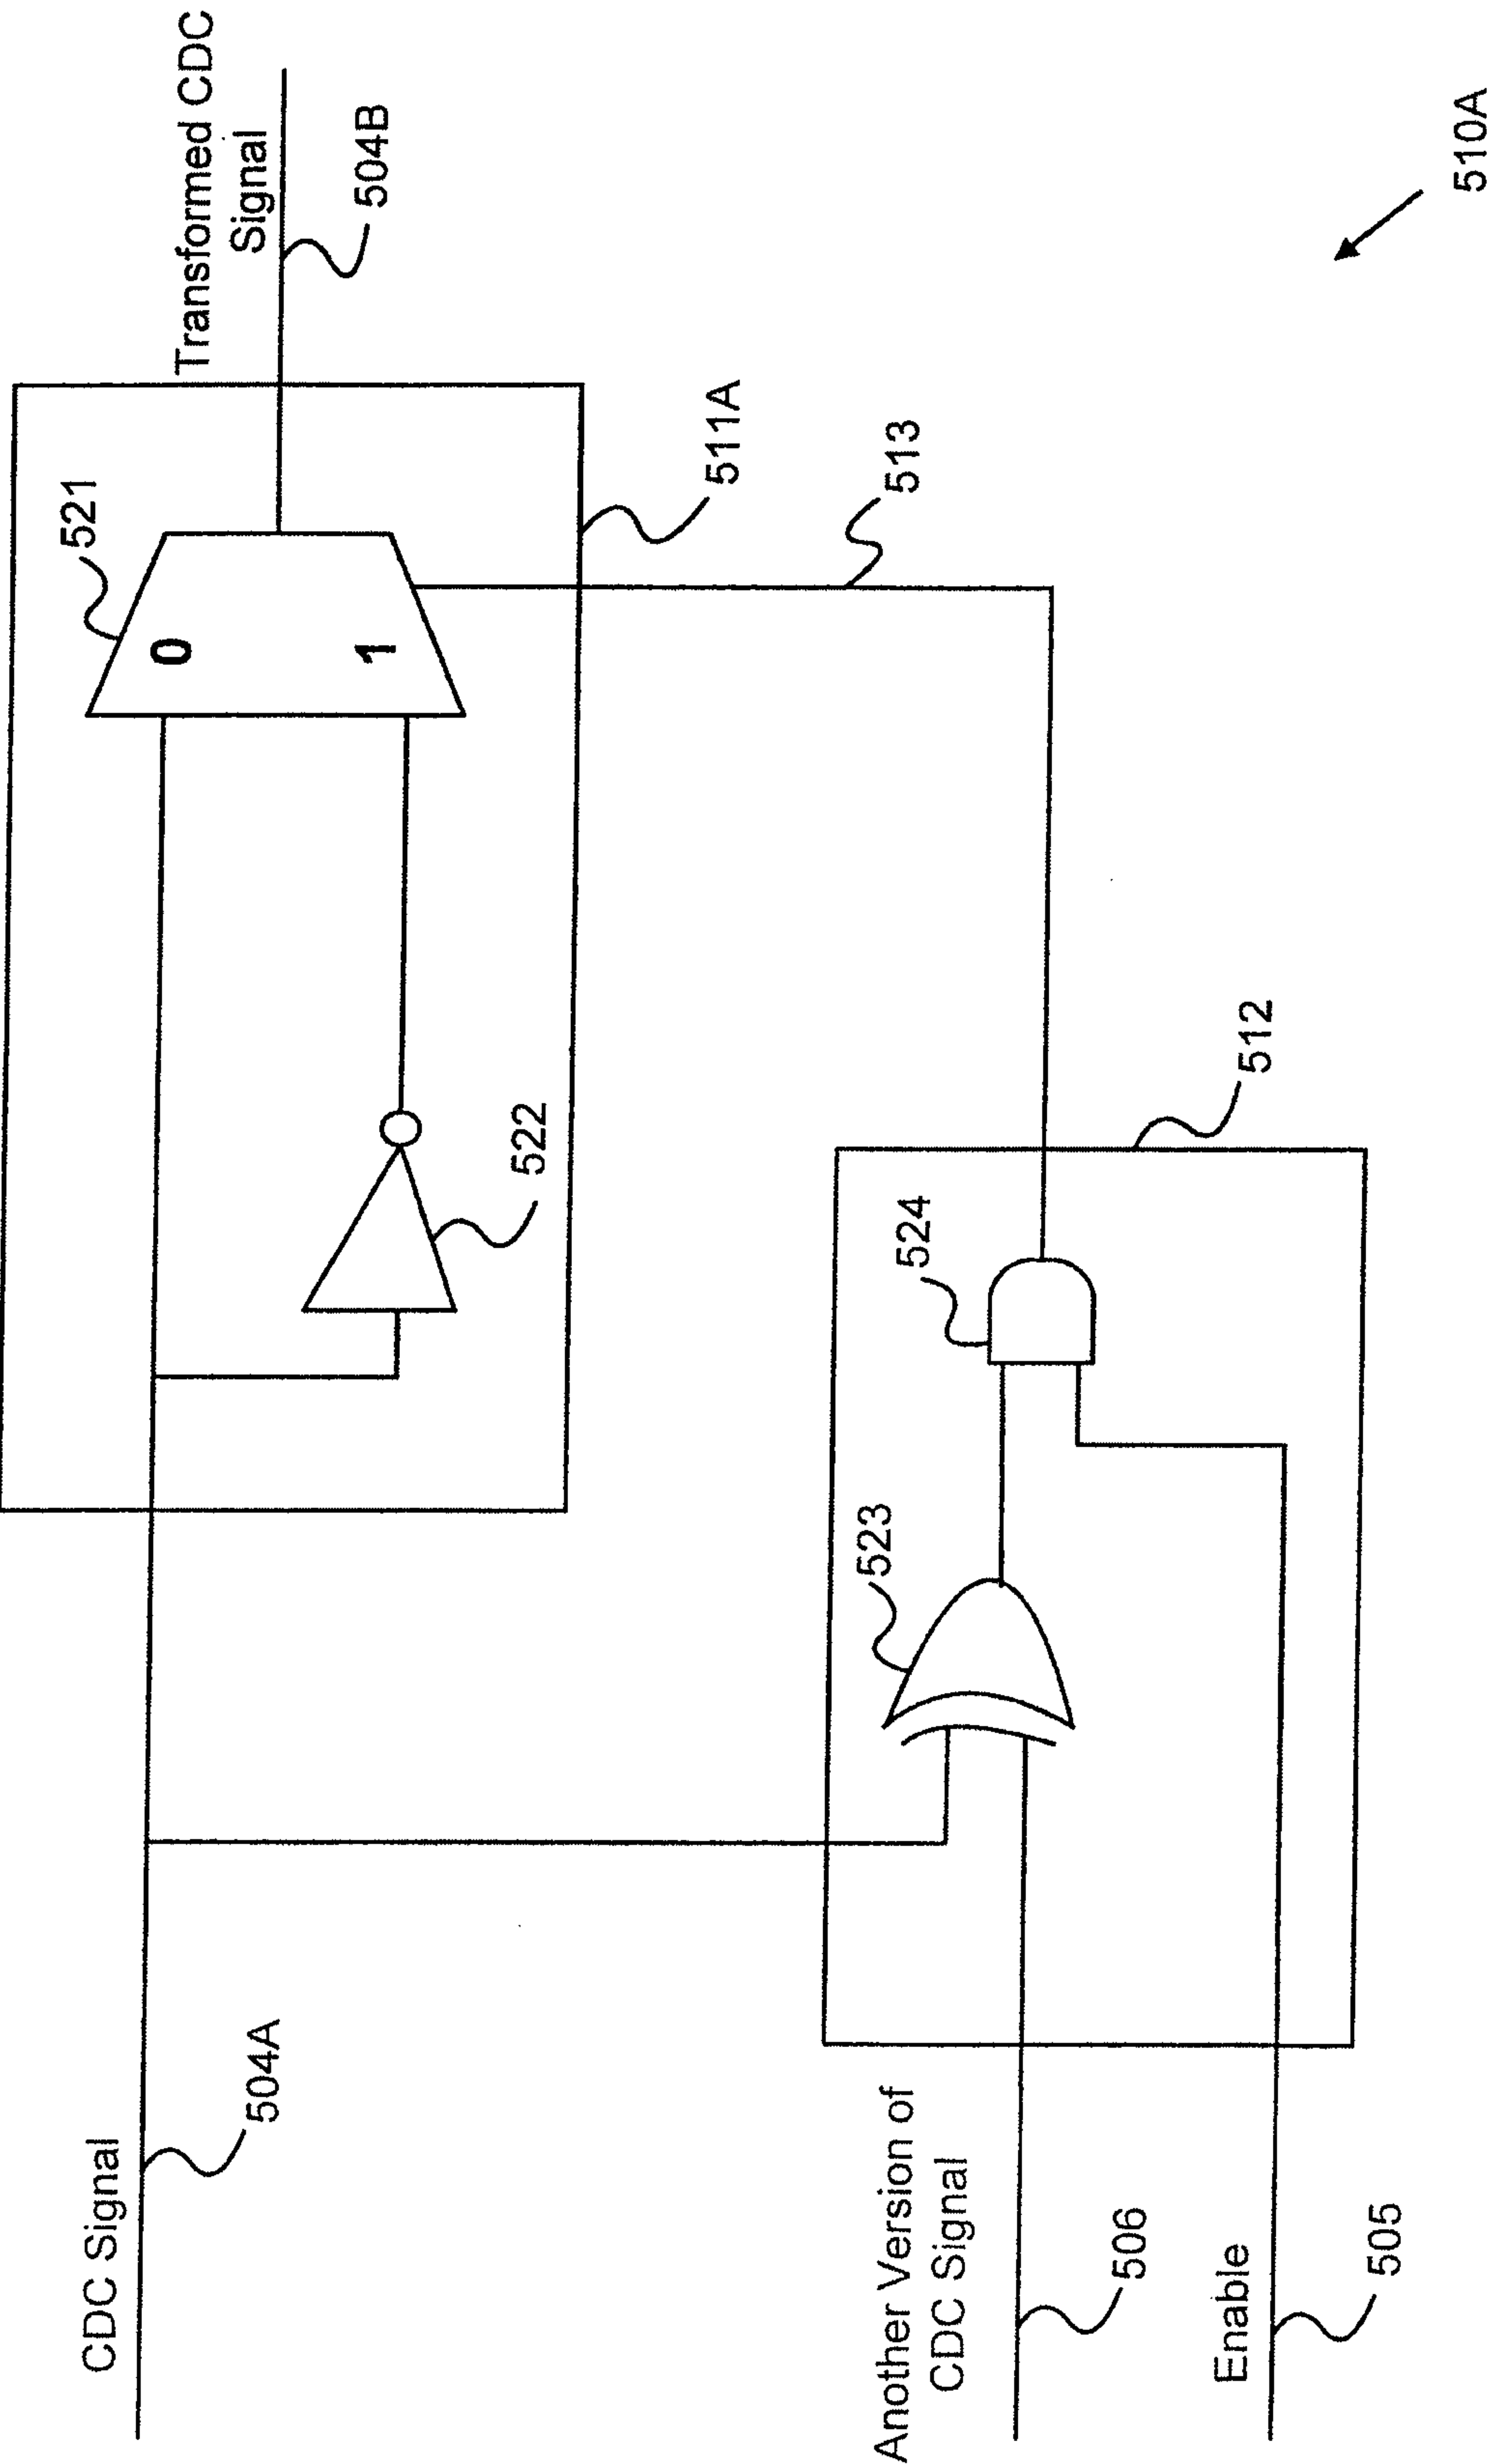 Transformed CDC
Signal
504B
521
0
1
511A
513
522
CDC Signal
504A
523
524
512
Another Version of
CDC Signal
506
Enable
505
510A